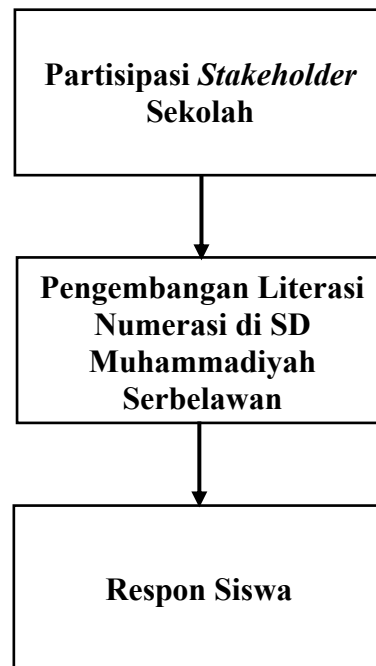 Partisipasi Stakeholder
Sekolah
Pengembangan Literasi
Numerasi di SD
Muhammadiyah
Serbelawan
Respon Siswa